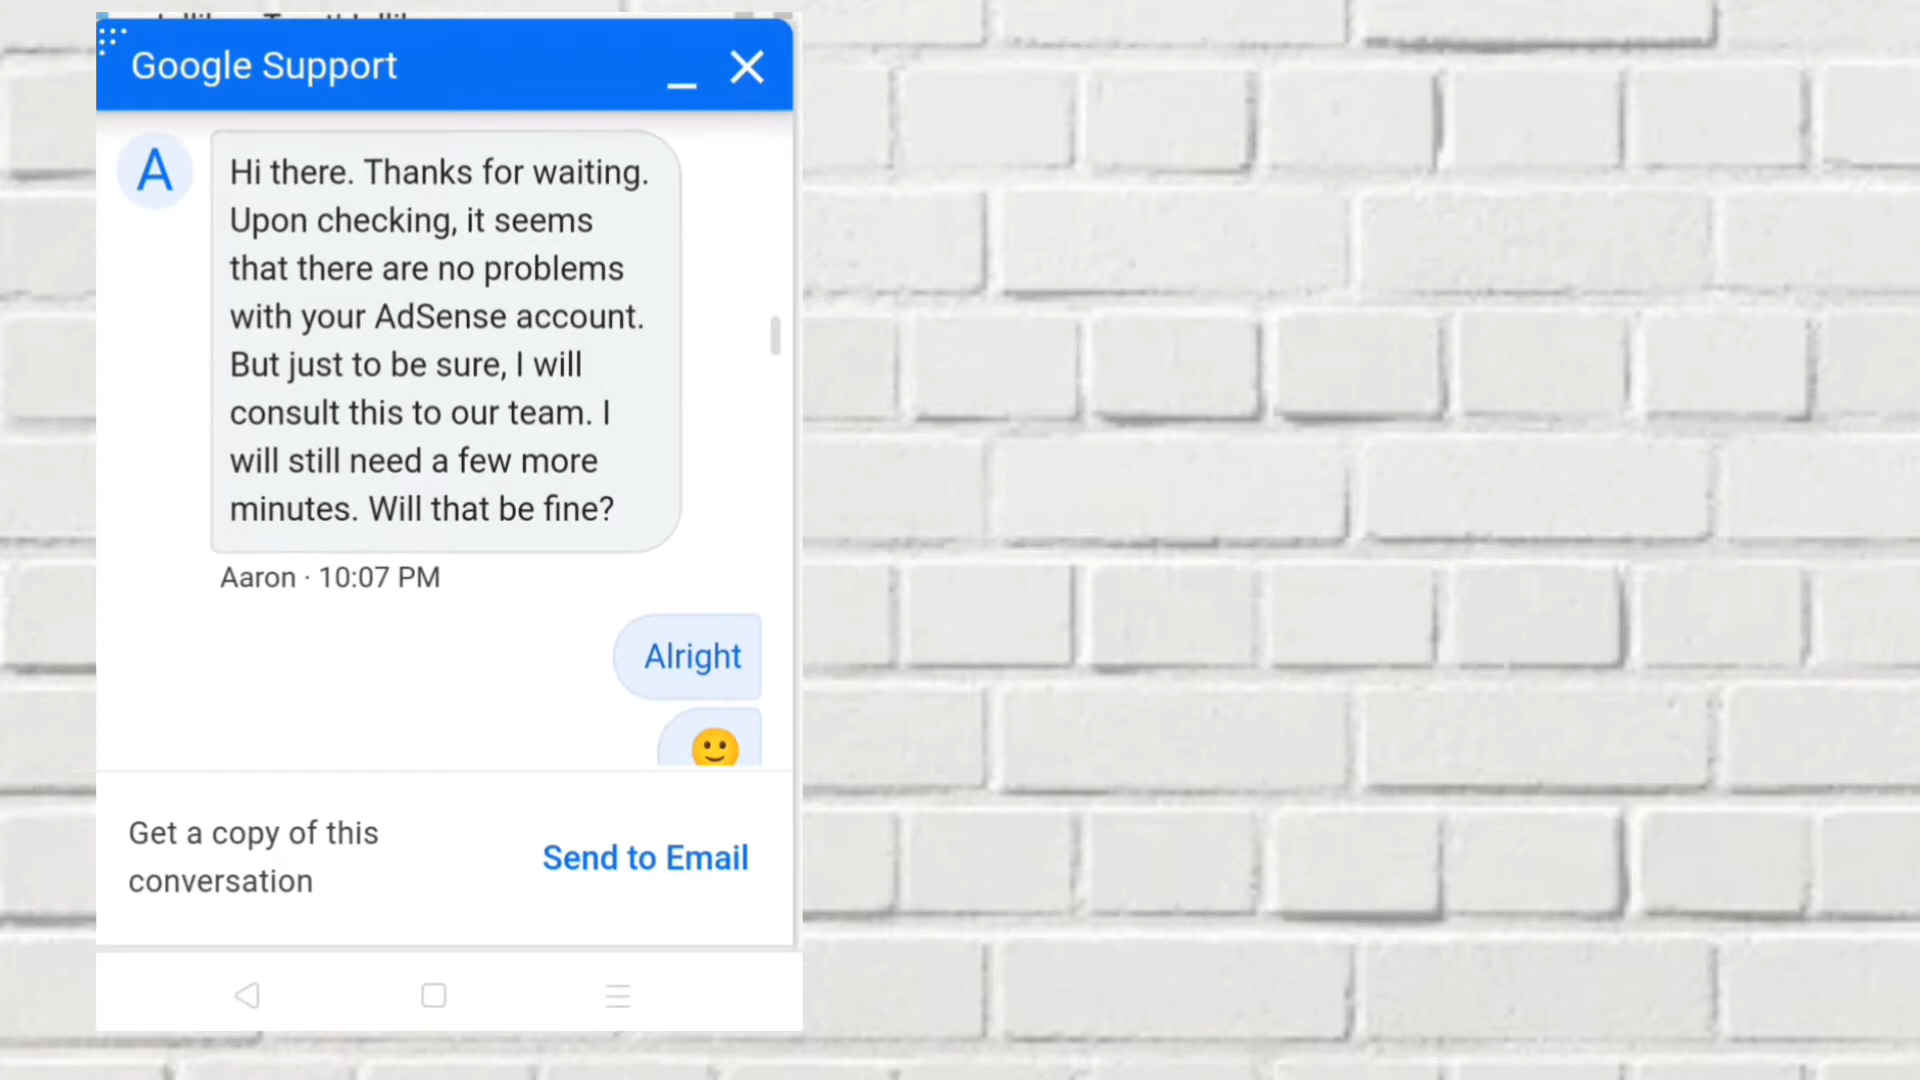 Google Support
A
Hi there. Thanks for waiting.
Upon checking, it seems
that there are no problems
with your AdSense account.
But just to be sure, I will
consult this to our team. I
will still need a few more
minutes. Will that be fine?
Aaron · 10:07 PM
Alright
🙂
Get a copy of this
conversation
Send to Email